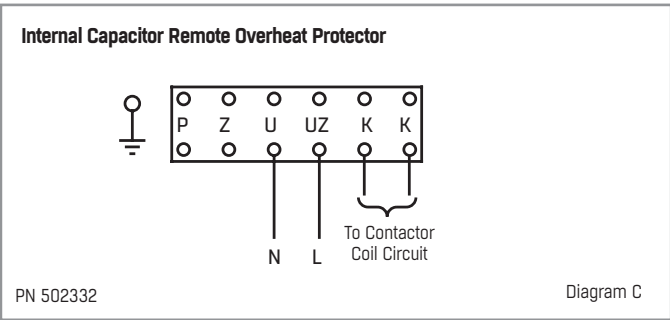 Internal Capacitor Remote Overheat Protector
P Z U UZ K K
To Contactor
Coil Circuit
N L
PN 502332
Diagram C